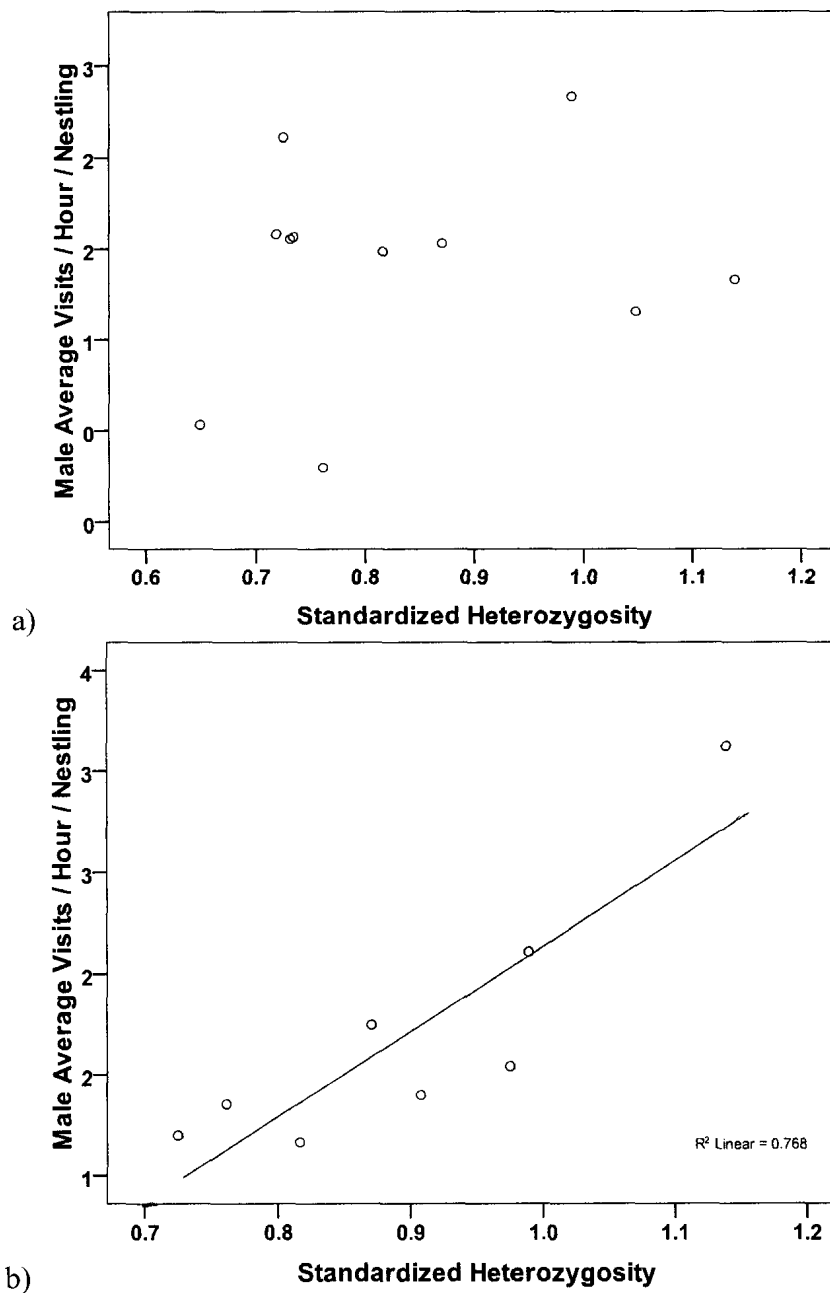 Male Average Visits / Hour / Nestling
3
2
2
1
0
0
0.6 0.7 0.8 0.9 1.0 1.1 1.2
Standardized Heterozygosity
a)
Male Average Visits / Hour / Nestling
4
3
3
2
2
1
R² Linear = 0.768
0.7 0.8 0.9 1.0 1.1 1.2
Standardized Heterozygosity
b)